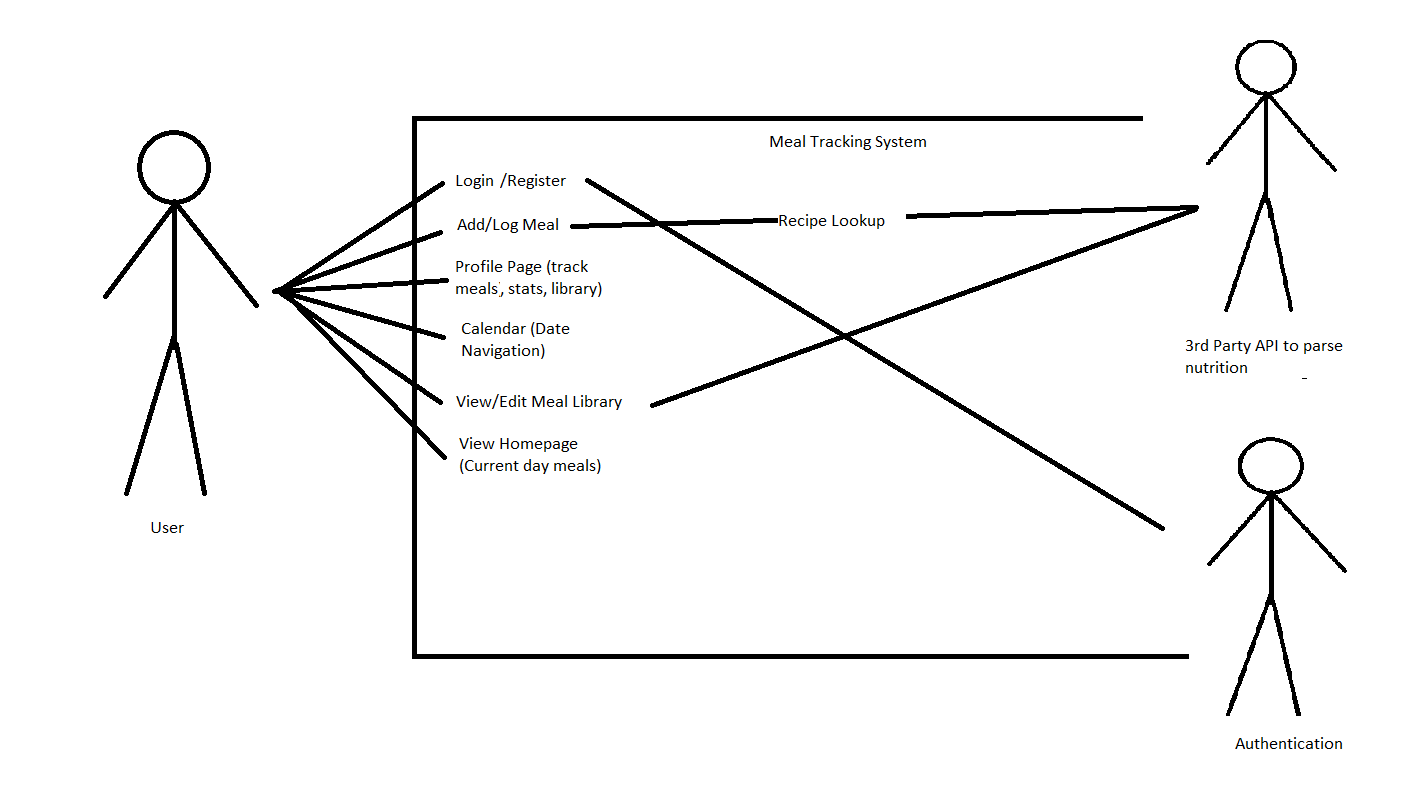 Meal Tracking System
Login /Register
Add/Log Meal
Recipe Lookup
Profile Page (track
meals, stats, library)
Calendar (Date
Navigation)
View/Edit Meal Library
View Homepage
(Current day meals)
User
3rd Party API to parse
nutrition
Authentication